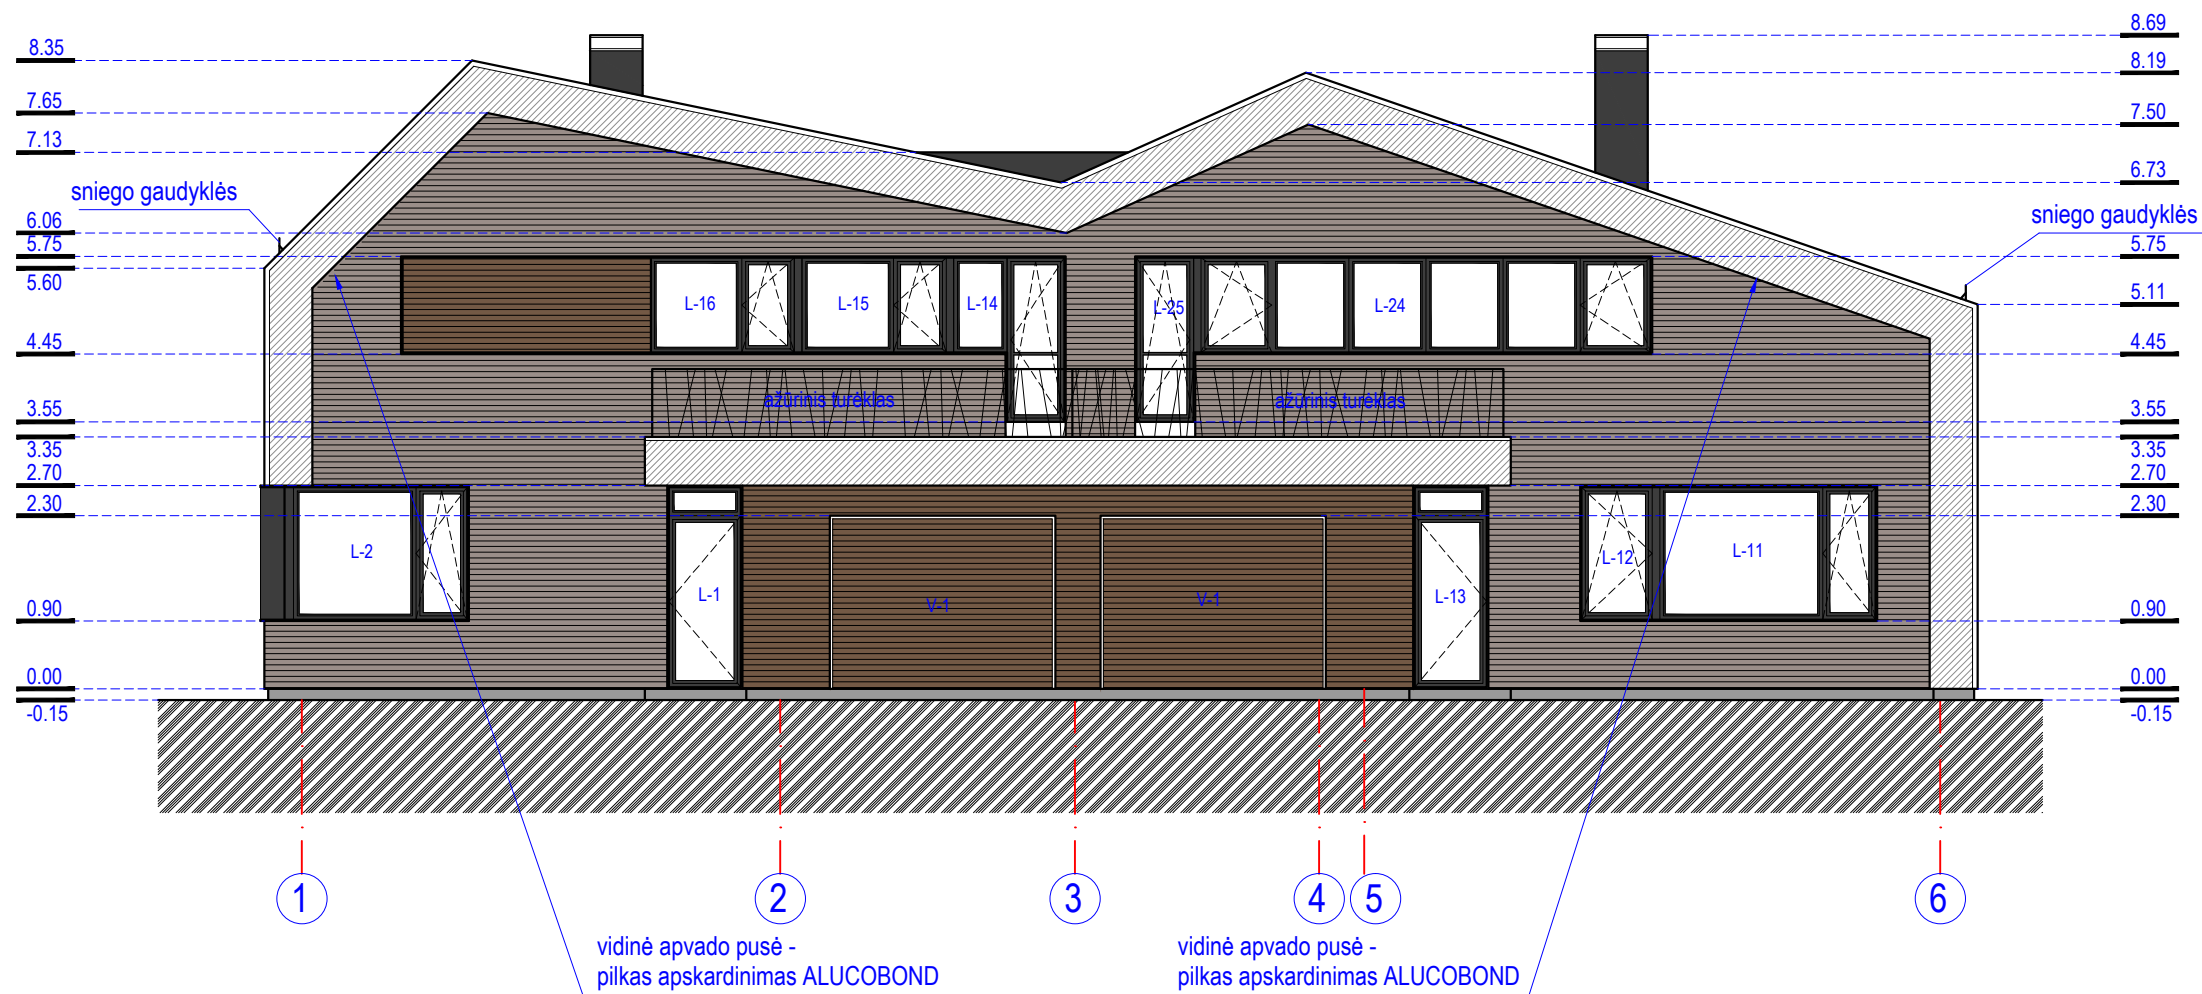 8.35
7.65
7.13
sniego gaudyklės
6.06
5.75
5.60
4.45
3.55
3.35
2.70
2.30
0.90
0.00
-0.15
8.69
8.19
7.50
6.73
sniego gaudyklės
5.75
5.11
4.45
3.55
3.35
2.70
2.30
0.90
0.00
-0.15
L-16
L-15
L-14
L-25
L-24
ažūrinis turėklas
ažūrinis turėklas
L-2
L-1
V-1
V-1
L-13
L-12
L-11
1
2
3
4
5
6
vidinė apvado pusė -
pilkas apskardinimas ALUCOBOND
vidinė apvado pusė -
pilkas apskardinimas ALUCOBOND